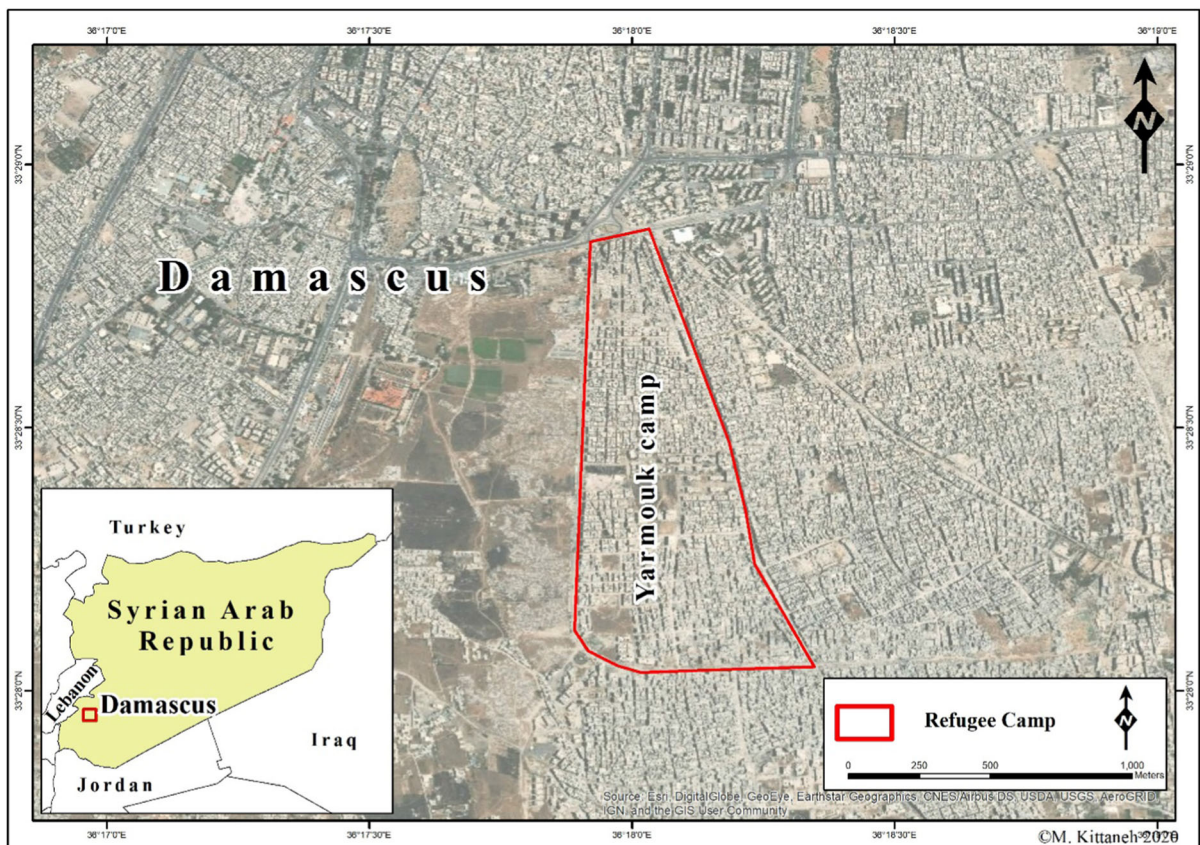 36°17'0"E 36°17'30"E 36°18'0"E 36°18'30"E 36°19'0"E
N
33°29'0"N 33°29'0"N
Damascus
33°28'30"N 33°28'30"N
Yarmouk camp
Turkey
Syrian Arab
Republic
Lebanon
Damascus
Iraq
Jordan
33°28'0"N 33°28'0"N
Refugee Camp
N
0 250 500 1,000
Meters
Source: Esri, DigitalGlobe, GeoEye, Earthstar Geographics, CNES/Airbus DS, USDA, USGS, AeroGRID,
IGN, and the GIS User Community
36°17'0"E 36°17'30"E 36°18'0"E 36°18'30"E
©M. Kittaneh 2020